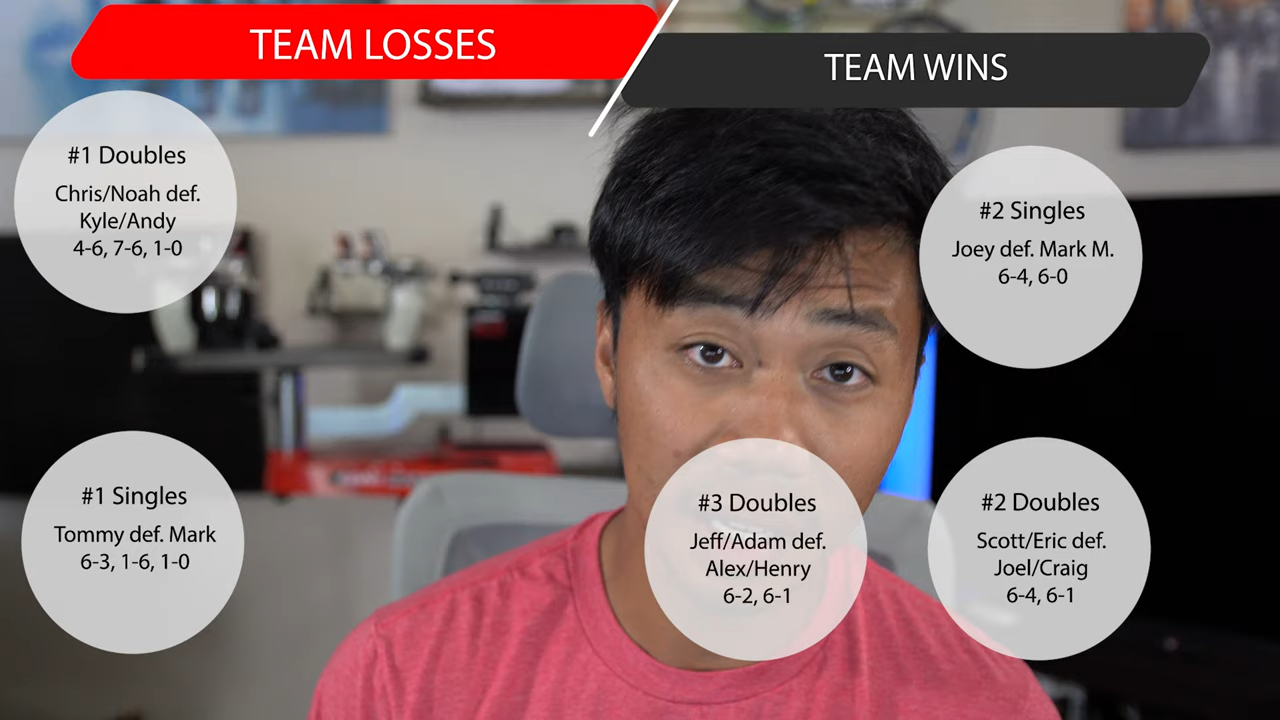 TEAM LOSSES
TEAM WINS
#1 Doubles
Chris/Noah def.
Kyle/Andy
4-6, 7-6, 1-0
#2 Singles
Joey def. Mark M.
6-4, 6-0
#1 Singles
Tommy def. Mark
6-3, 1-6, 1-0
#3 Doubles
Jeff/Adam def.
Alex/Henry
6-2, 6-1
#2 Doubles
Scott/Eric def.
Joel/Craig
6-4, 6-1